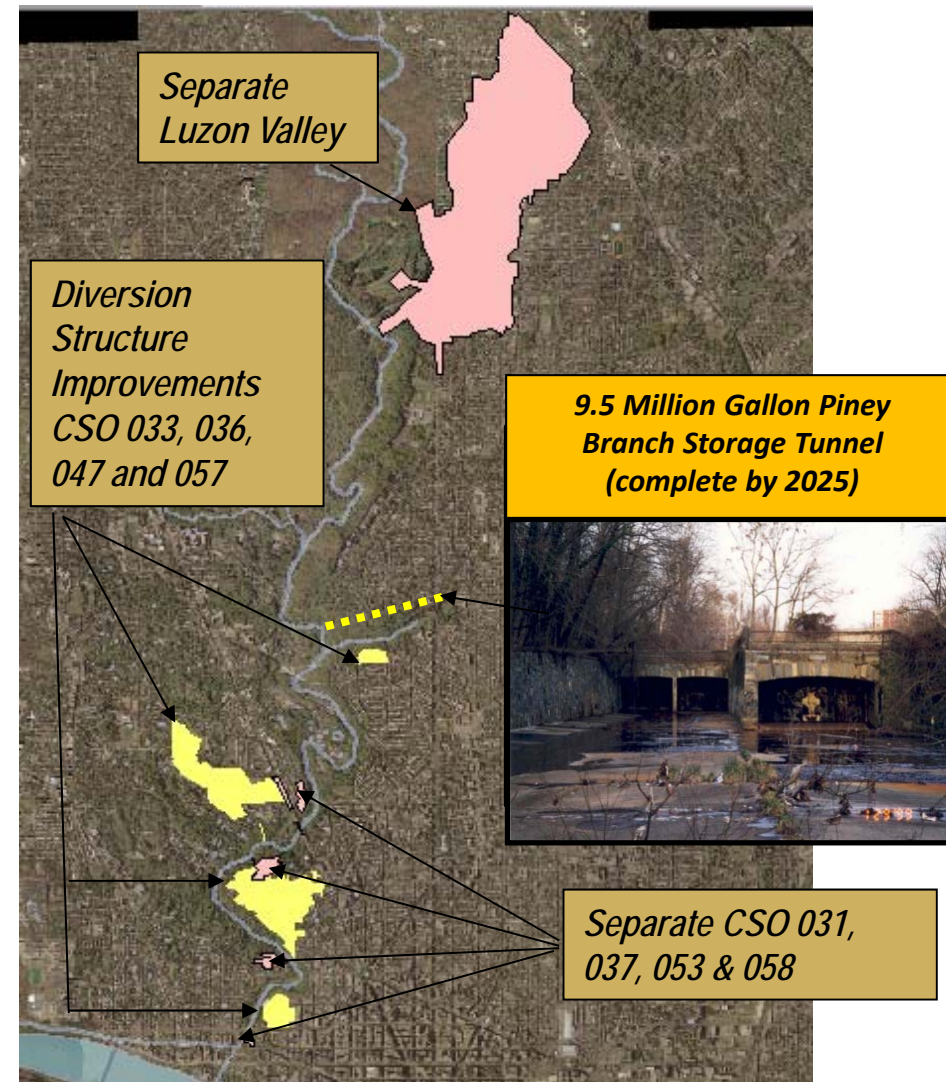 Separate
Luzon Valley
Diversion
Structure
Improvements
CSO 033, 036,
047 and 057
9.5 Million Gallon Piney
Branch Storage Tunnel
(complete by 2025)
Separate CSO 031,
037, 053 & 058